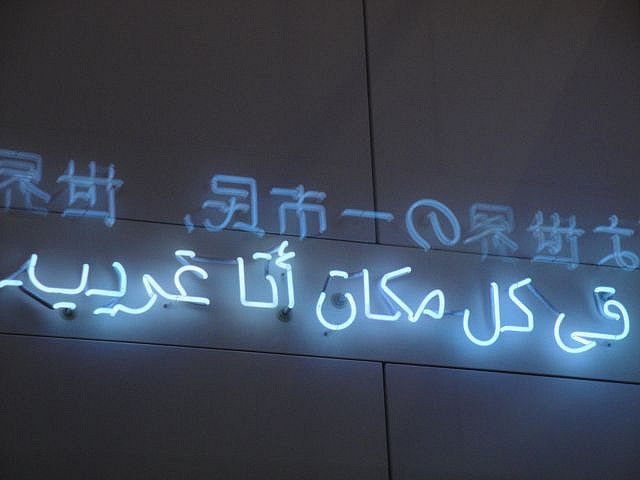 世界の一市民、世界
في كل مكان أنا غريب